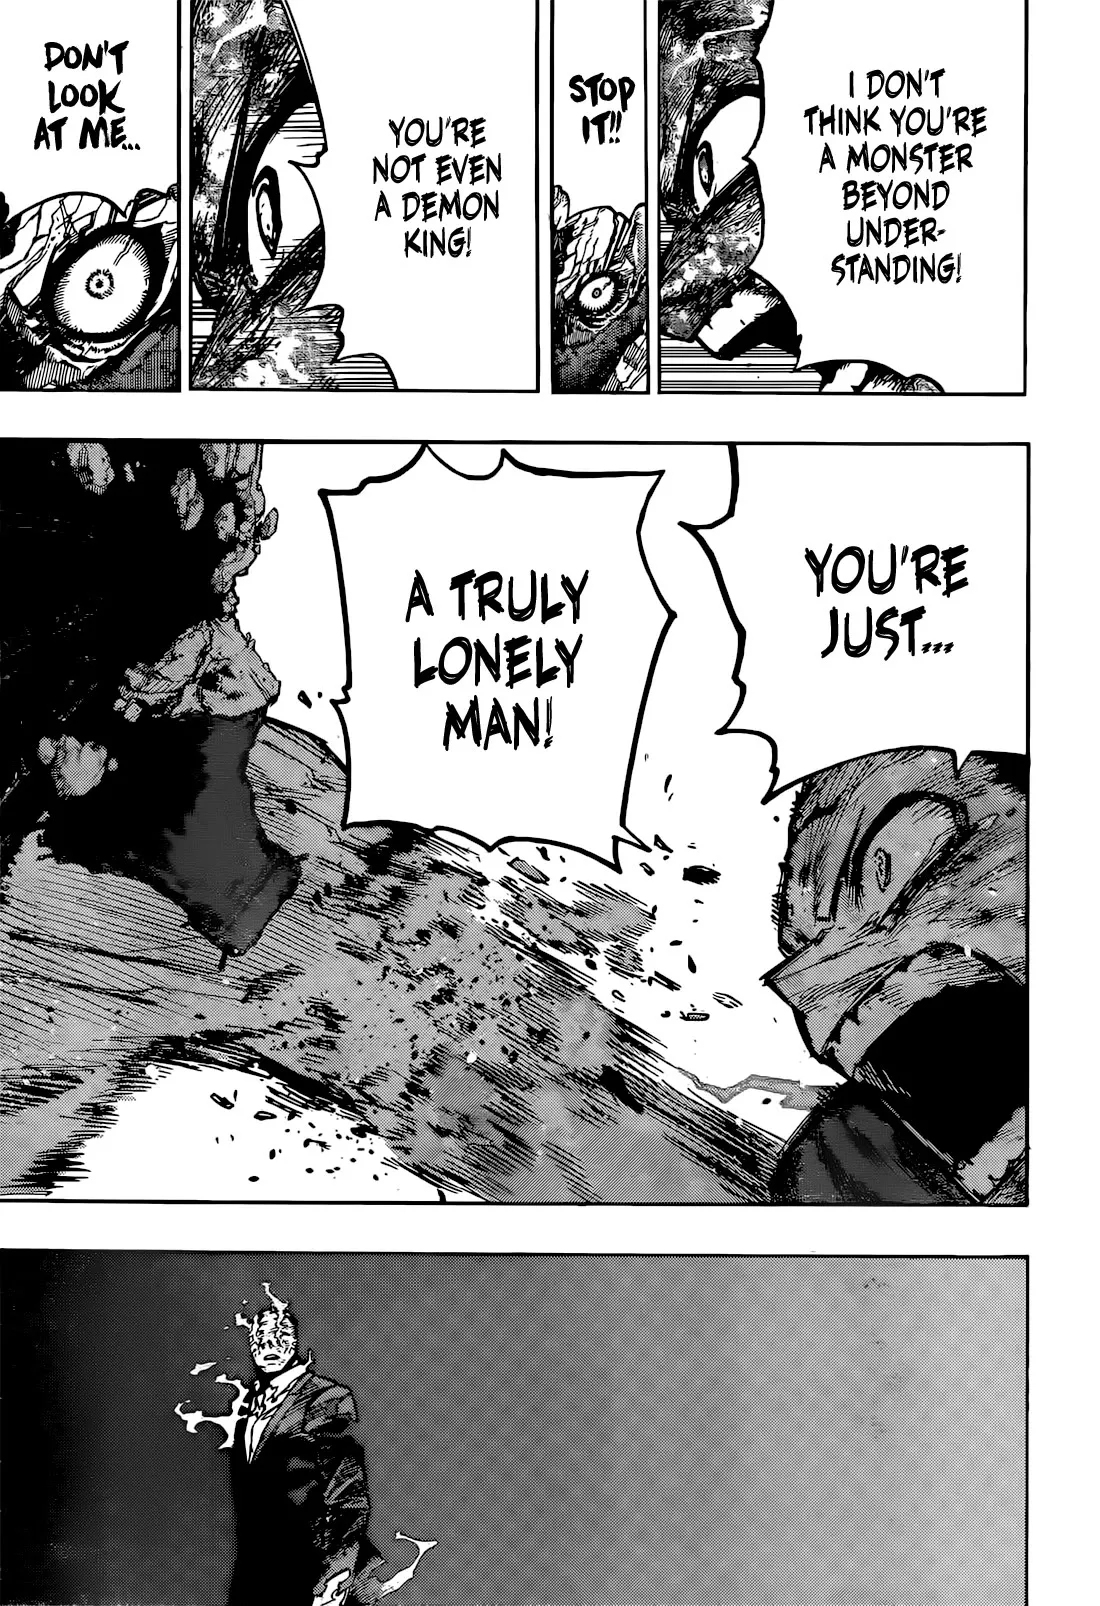 I DON'T
THINK YOU'RE
A MONSTER
BEYOND
UNDER-
STANDING!
STOP
IT!!
YOU'RE
NOT EVEN
A DEMON
KING!
DON'T
LOOK
AT ME...
YOU'RE
JUST...
A TRULY
LONELY
MAN!